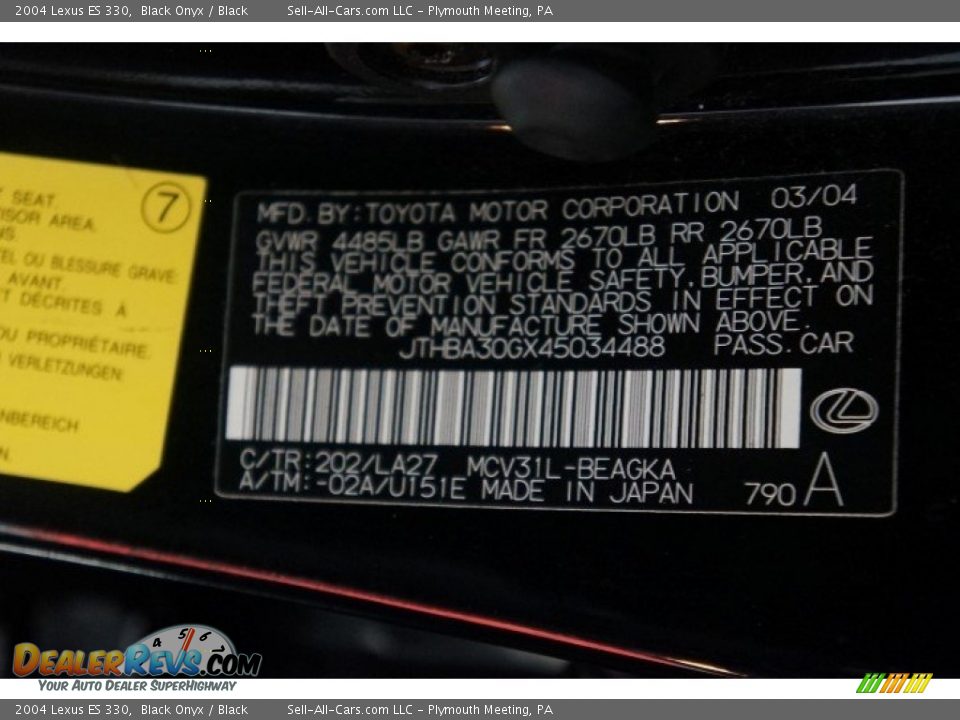 2004 Lexus ES 330, Black Onyx / Black Sell-All-Cars.com LLC - Plymouth Meeting, PA
7
SEAT.
AREA.
OU BLESSURE GRAVE
AVANT.
DÉCRITES À
OU PROPRIÉTAIRE.
VERLETZUNGEN.
MFD. BY: TOYOTA MOTOR CORPORATION 03/04
GVWR 4485LB GAWR FR 2670LB RR 2670LB
THIS VEHICLE CONFORMS TO ALL APPLICABLE
FEDERAL MOTOR VEHICLE SAFETY, BUMPER, AND
THEFT PREVENTION STANDARDS IN EFFECT ON
THE DATE OF MANUFACTURE SHOWN ABOVE.
JTHBA30GX45034488 PASS. CAR
C/TR: 202/LA27 MCV31L-BEAGKA
A/TM: -02A/U151E MADE IN JAPAN 790 A
4 5 6 7
DEALERREVS.COM
YOUR AUTO DEALER SUPERHIGHWAY
2004 Lexus ES 330, Black Onyx / Black Sell-All-Cars.com LLC - Plymouth Meeting, PA